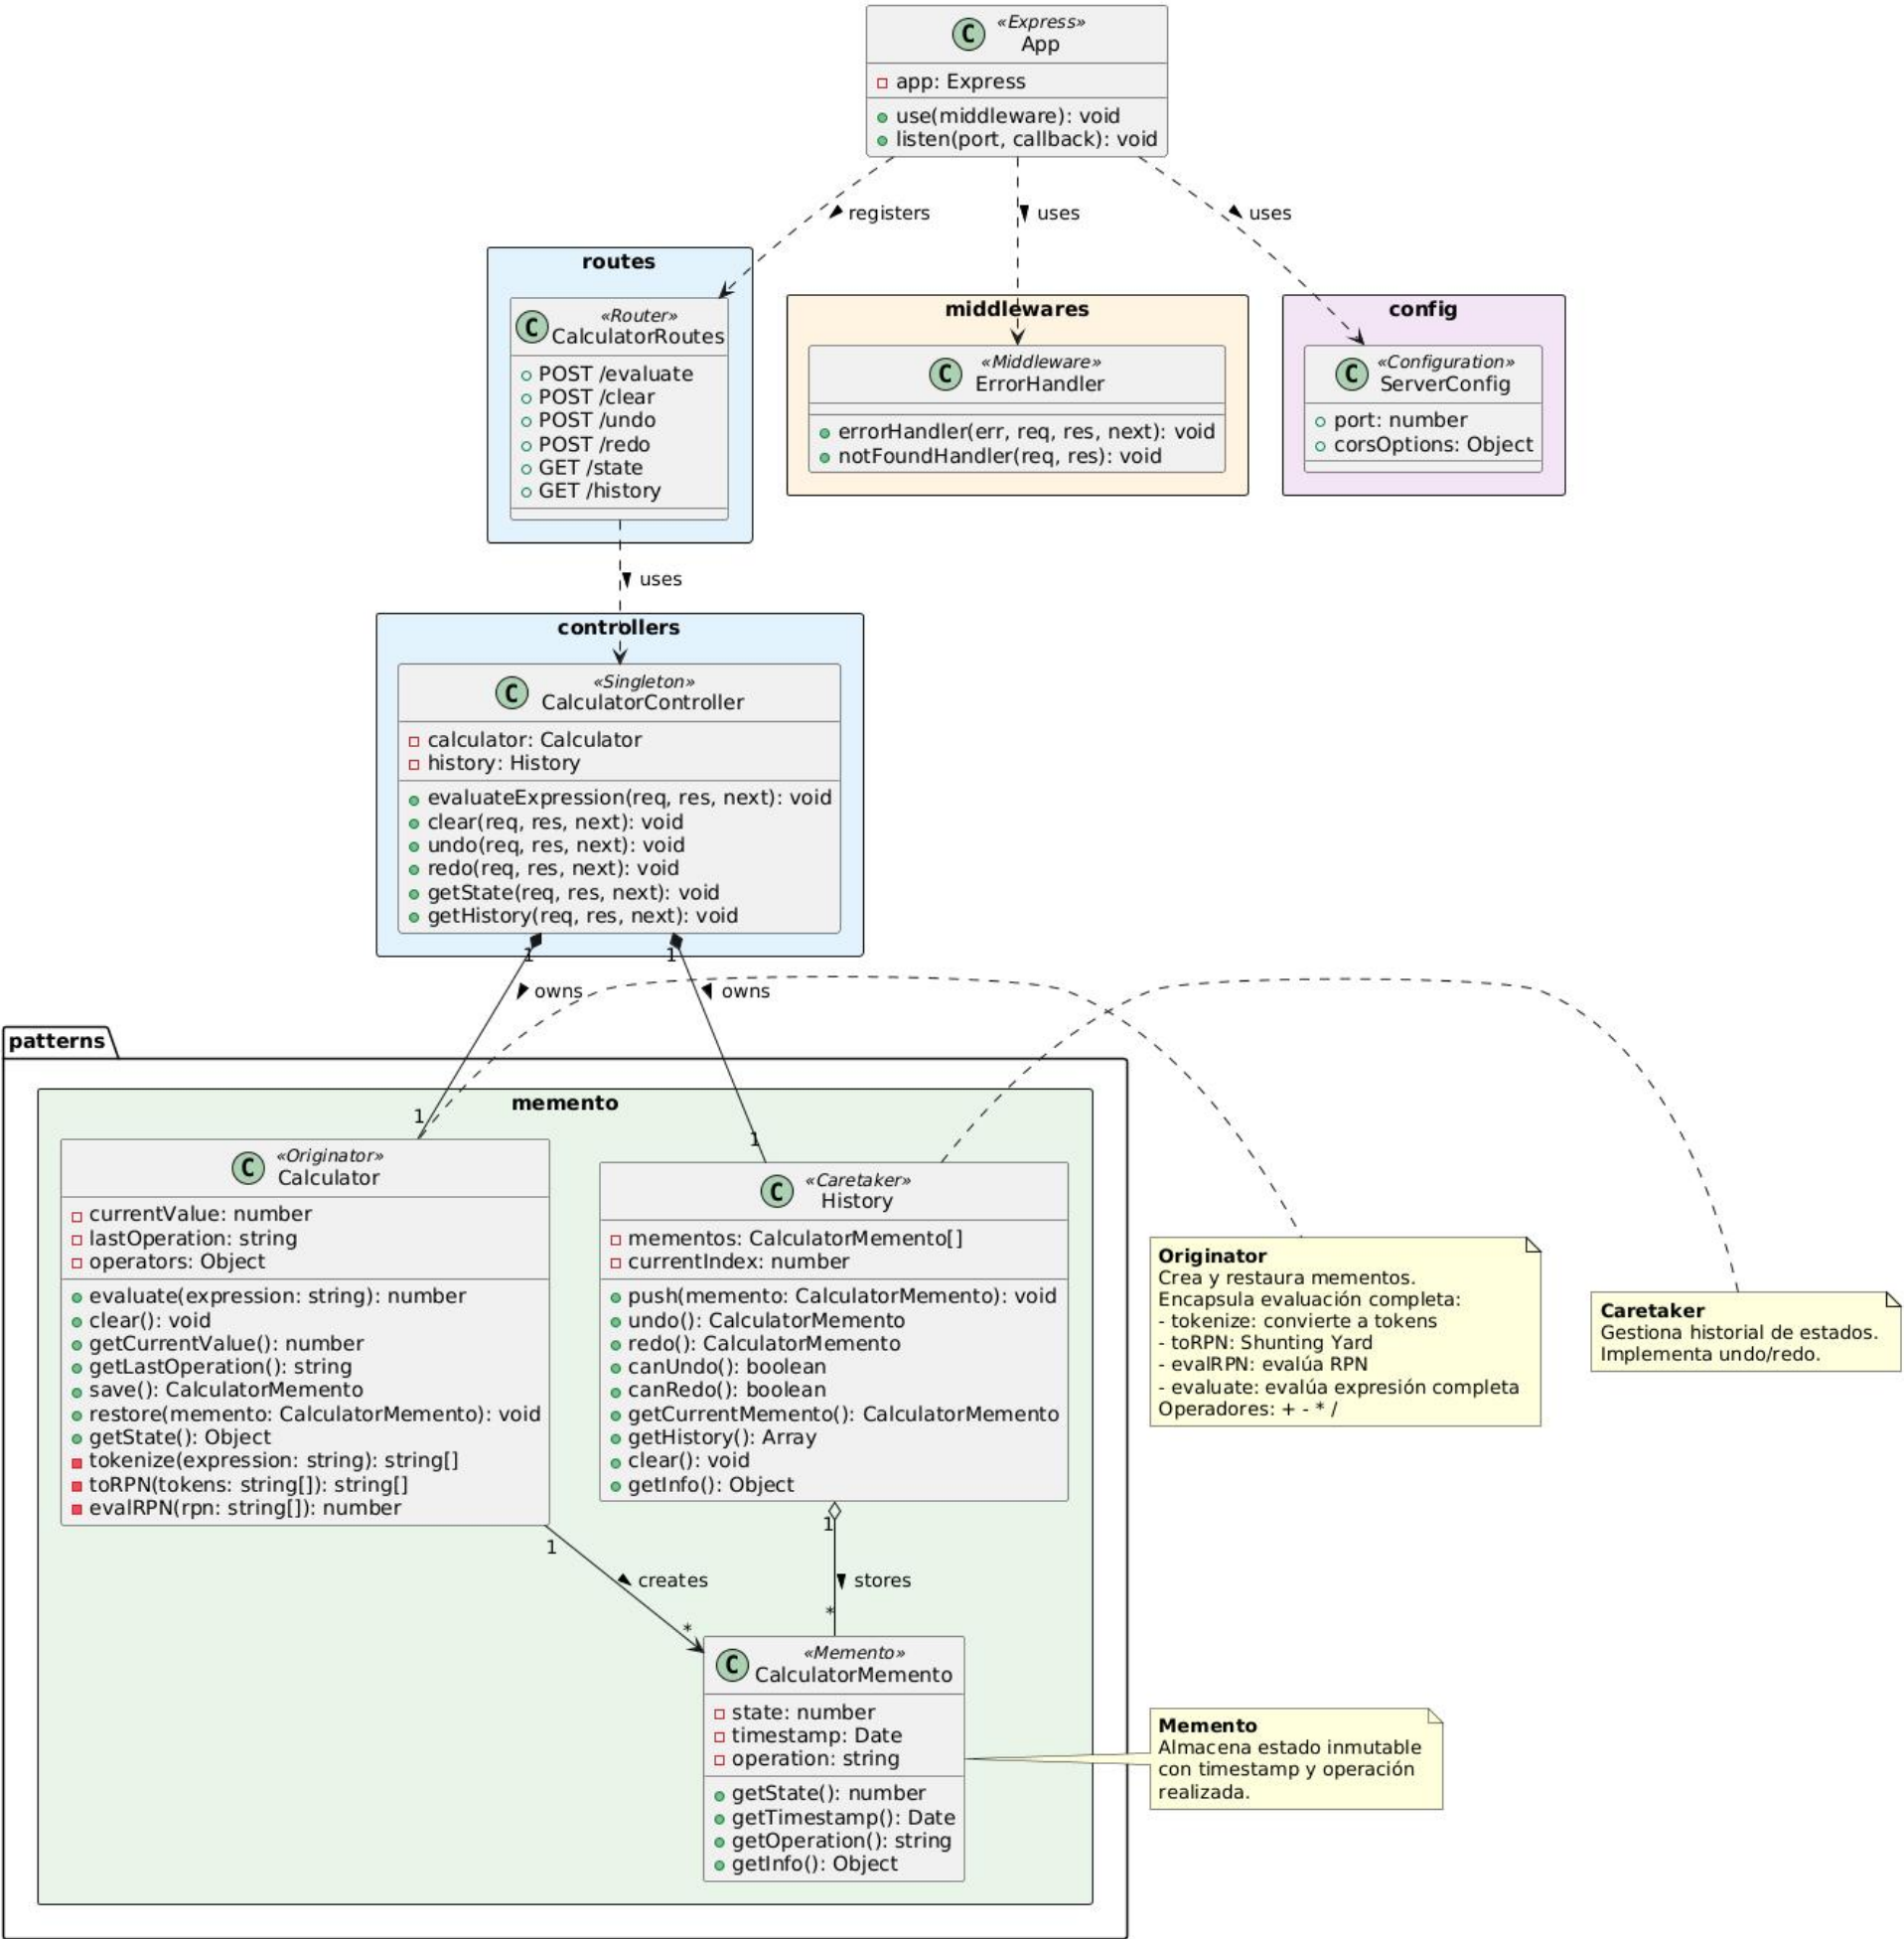 «Express»
App
app: Express
use(middleware): void
listen(port, callback): void
registers
uses
uses
routes
«Router»
CalculatorRoutes
POST /evaluate
POST /clear
POST /undo
POST /redo
GET /state
GET /history
middlewares
«Middleware»
ErrorHandler
errorHandler(err, req, res, next): void
notFoundHandler(req, res): void
config
«Configuration»
ServerConfig
port: number
corsOptions: Object
uses
controllers
«Singleton»
CalculatorController
calculator: Calculator
history: History
evaluateExpression(req, res, next): void
clear(req, res, next): void
undo(req, res, next): void
redo(req, res, next): void
getState(req, res, next): void
getHistory(req, res, next): void
1
1
owns
owns
patterns
memento
1
1
«Originator»
Calculator
currentValue: number
lastOperation: string
operators: Object
evaluate(expression: string): number
clear(): void
getCurrentValue(): number
getLastOperation(): string
save(): CalculatorMemento
restore(memento: CalculatorMemento): void
getState(): Object
tokenize(expression: string): string[]
toRPN(tokens: string[]): string[]
evalRPN(rpn: string[]): number
«Caretaker»
History
mementos: CalculatorMemento[]
currentIndex: number
push(memento: CalculatorMemento): void
undo(): CalculatorMemento
redo(): CalculatorMemento
canUndo(): boolean
canRedo(): boolean
getCurrentMemento(): CalculatorMemento
getHistory(): Array
clear(): void
getInfo(): Object
Originator
Crea y restaura mementos.
Encapsula evaluación completa:
- tokenize: convierte a tokens
- toRPN: Shunting Yard
- evalRPN: evalúa RPN
- evaluate: evalúa expresión completa
Operadores: + - * /
Caretaker
Gestiona historial de estados.
Implementa undo/redo.
1
1
creates
stores
*
*
«Memento»
CalculatorMemento
state: number
timestamp: Date
operation: string
getState(): number
getTimestamp(): Date
getOperation(): string
getInfo(): Object
Memento
Almacena estado inmutable
con timestamp y operación
realizada.